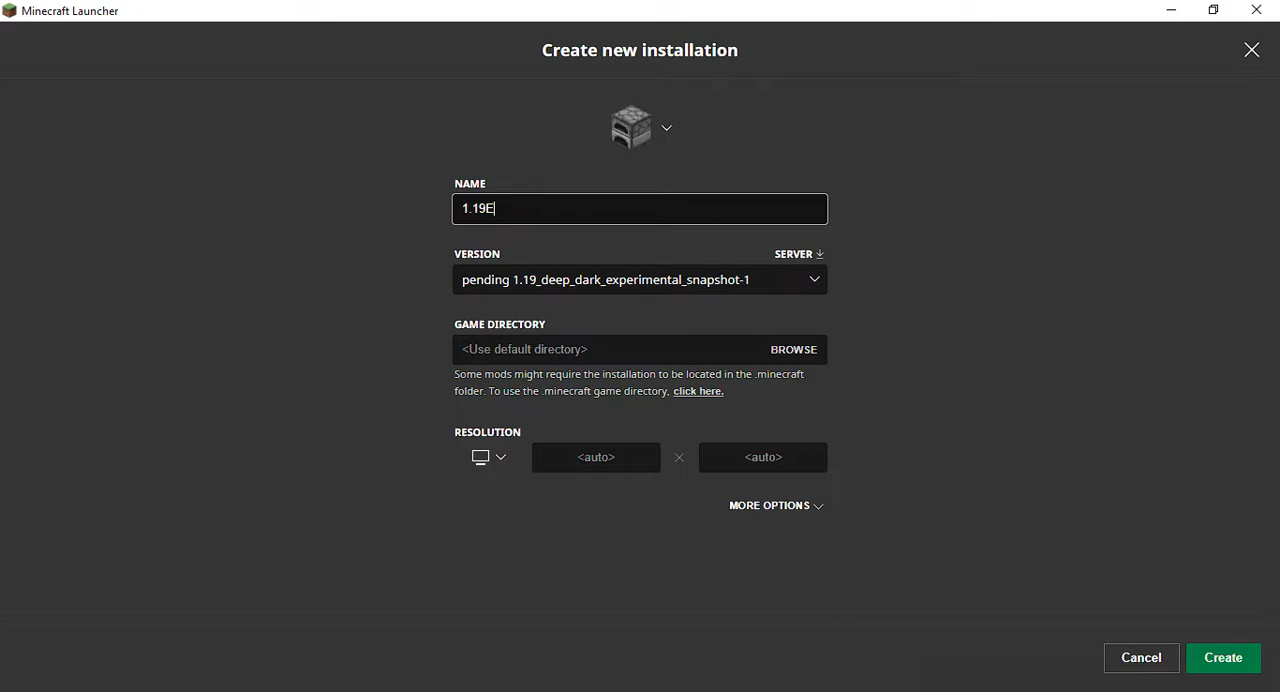 Minecraft Launcher
Create new installation
NAME
1.19E
VERSION SERVER
pending 1.19_deep_dark_experimental_snapshot-1
GAME DIRECTORY
<Use default directory> BROWSE
Some mods might require the installation to be located in the .minecraft
folder. To use the .minecraft game directory, click here.
RESOLUTION
<auto> <auto>
MORE OPTIONS
Cancel Create